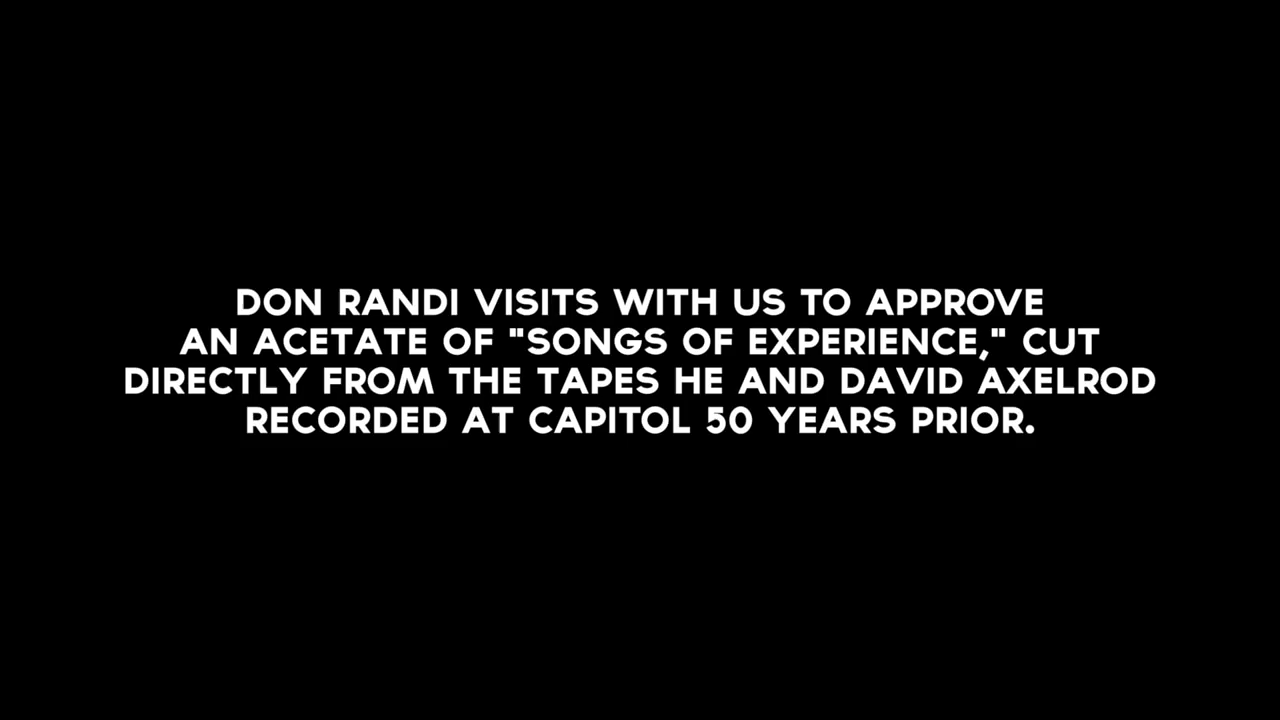 DON RANDI VISITS WITH US TO APPROVE
AN ACETATE OF "SONGS OF EXPERIENCE," CUT
DIRECTLY FROM THE TAPES HE AND DAVID AXELROD
RECORDED AT CAPITOL 50 YEARS PRIOR.